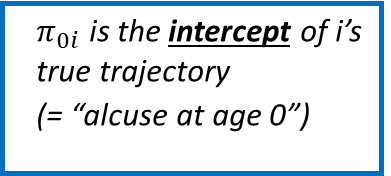 π₀ᵢ is the intercept of i's
true trajectory
(= “alcuse at age 0”)